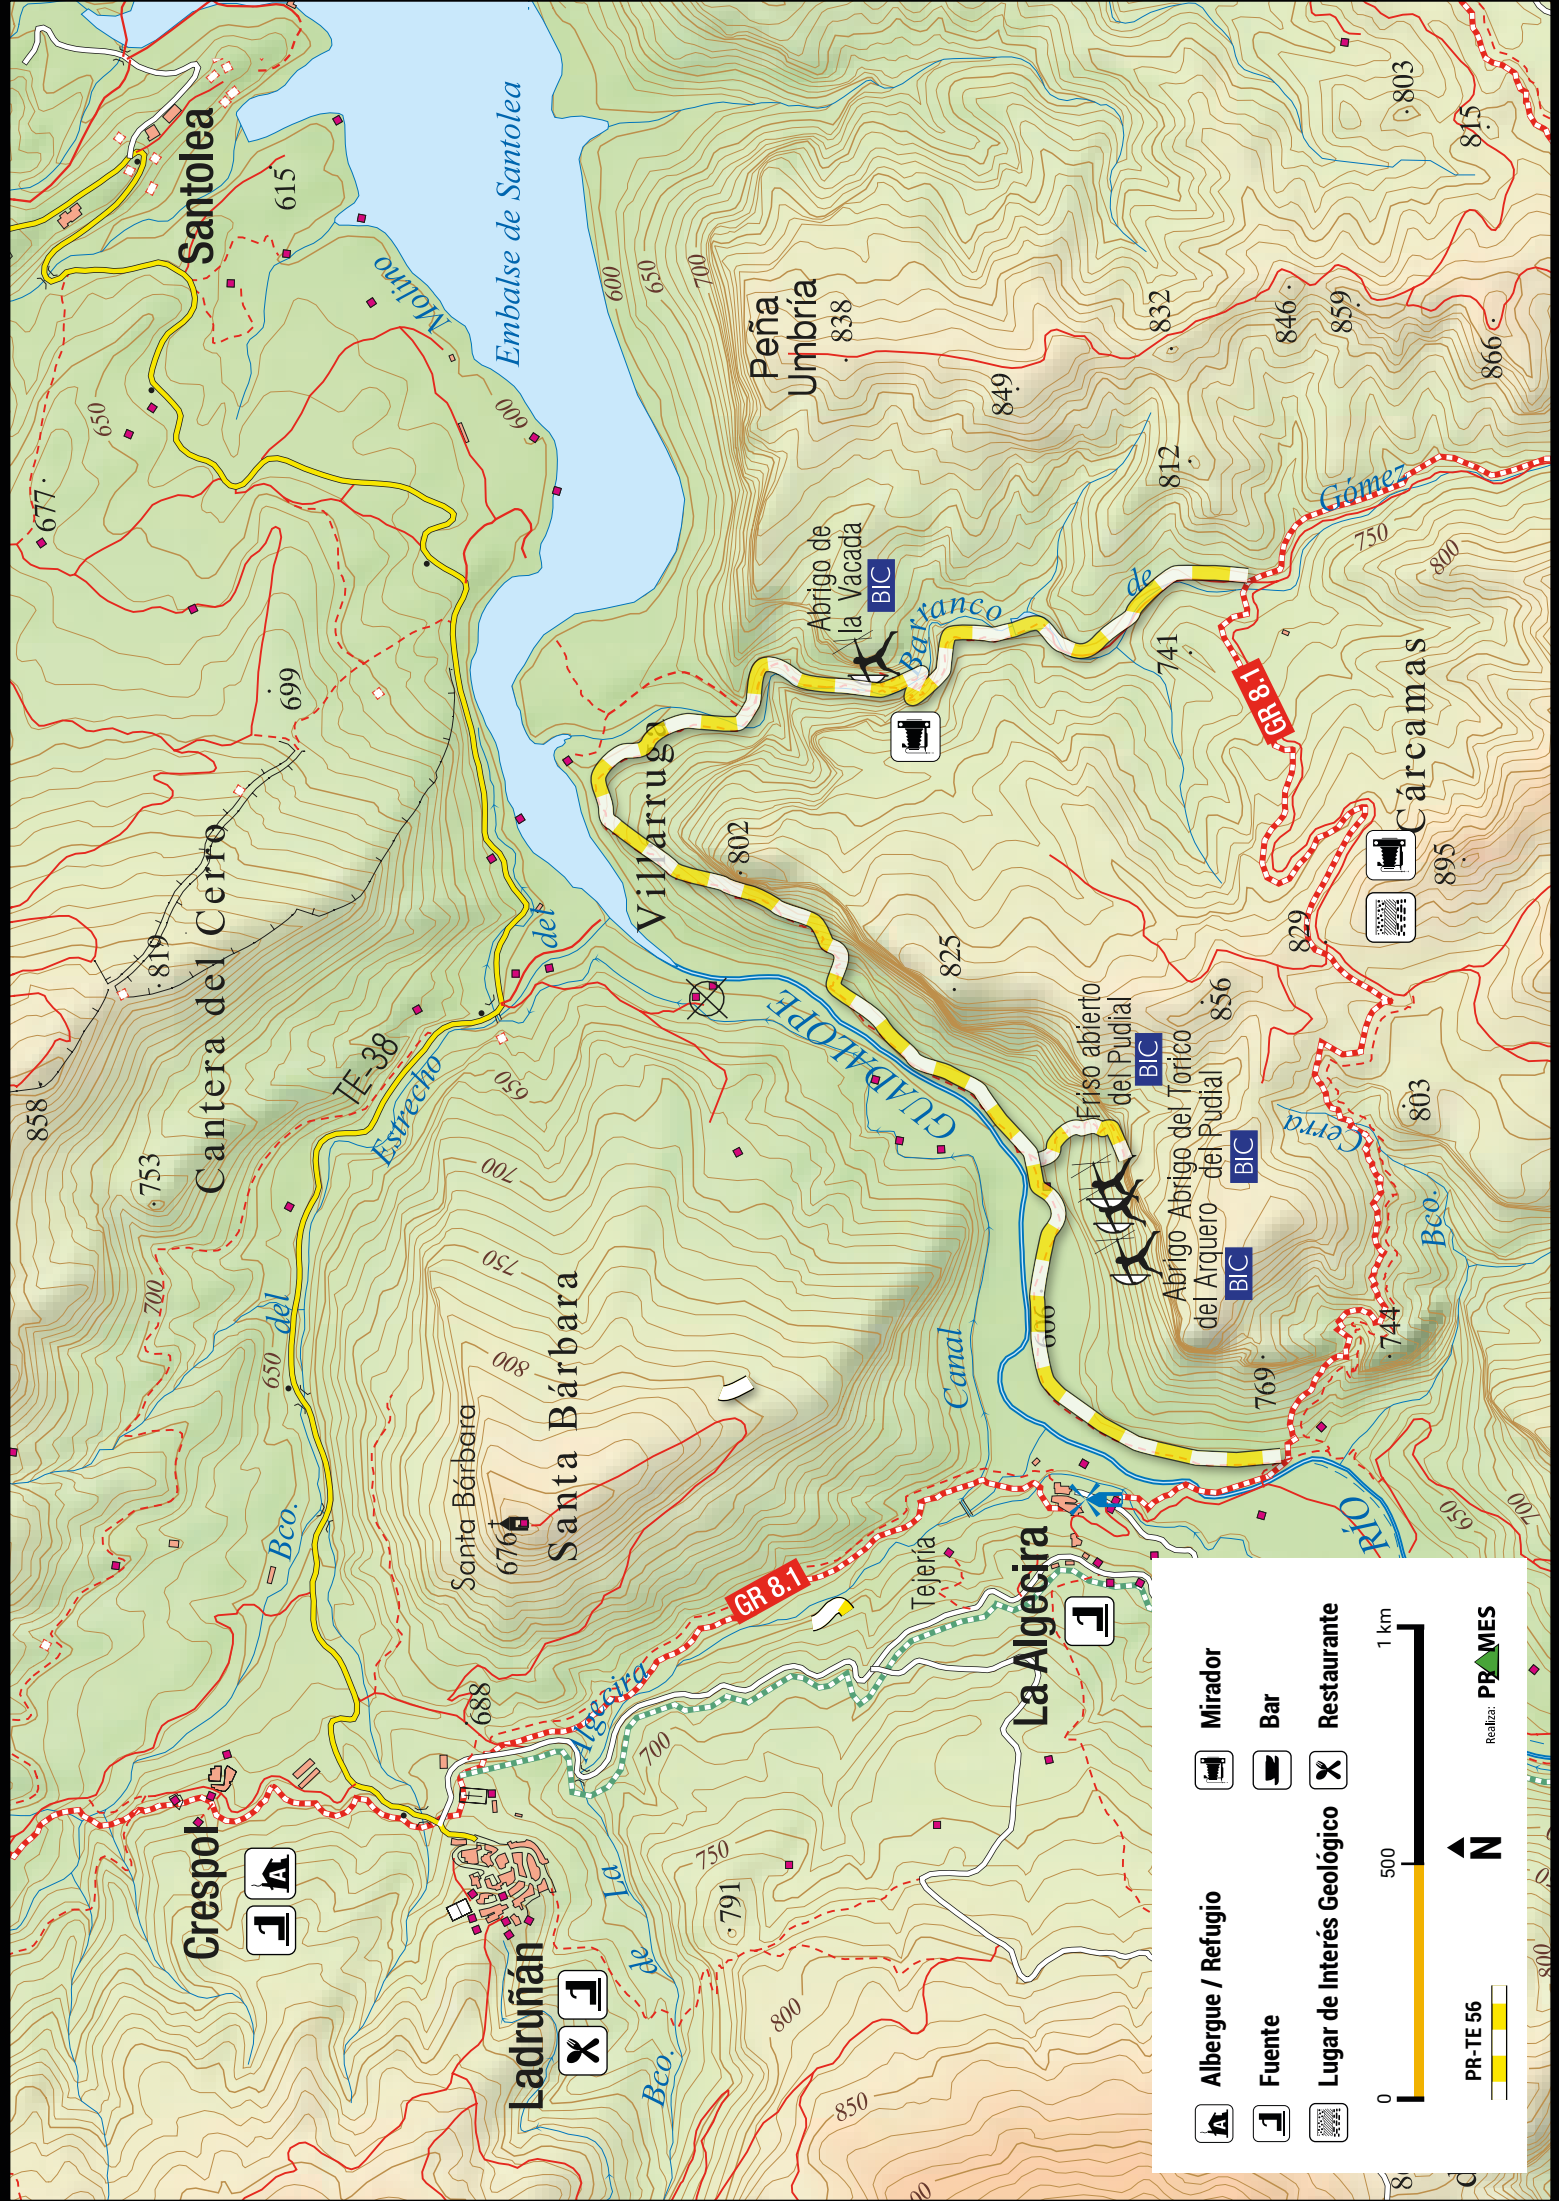 Santolea
615
Molino
Embalse de Santolea
600
650
700
Peña
Umbría
838
849
832
846
859
866
803
815
812
677
650
600
699
Cantera del Cerro
819
858
753
TE-38
Estrecho
del
650
700
750
800
700
650
del
Bco.
Santa Bárbara
676
Santa Bárbara
Villarruga
802
825
GUADALOPE
Canal
666
Abrigo de
la Vacada
BIC
Barranco
de
Gómez
741
750
800
GR 8.1
Cárcamas
895
829
856
803
Cerra
Bco.
744
769
Friso abierto
del Pudial
BIC
Abrigo del Torico
del Pudial
BIC
Abrigo
del Arquero
BIC
RÍO
650
700
GR 8.1
Tejería
La Algecira
Algecira
688
700
Crespol
Ladruñán
La
de
Bco.
750
791
800
850
Albergue / Refugio
Fuente
Lugar de Interés Geológico
Mirador
Bar
Restaurante
0
500
1 km
PR-TE 56
N
Realiza: PRAMES
800